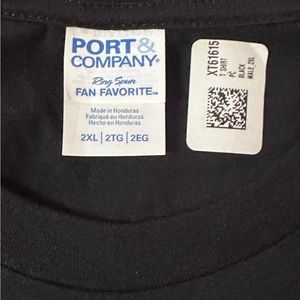 PORT&
COMPANY®
Ring Spun
FAN FAVORITE™
Made in Honduras
Fabriqué au Honduras
Hecho en Honduras
2XL | 2TG | 2EG
XT61615
T-SHIRT
PC
BLACK
MALE, 2XL